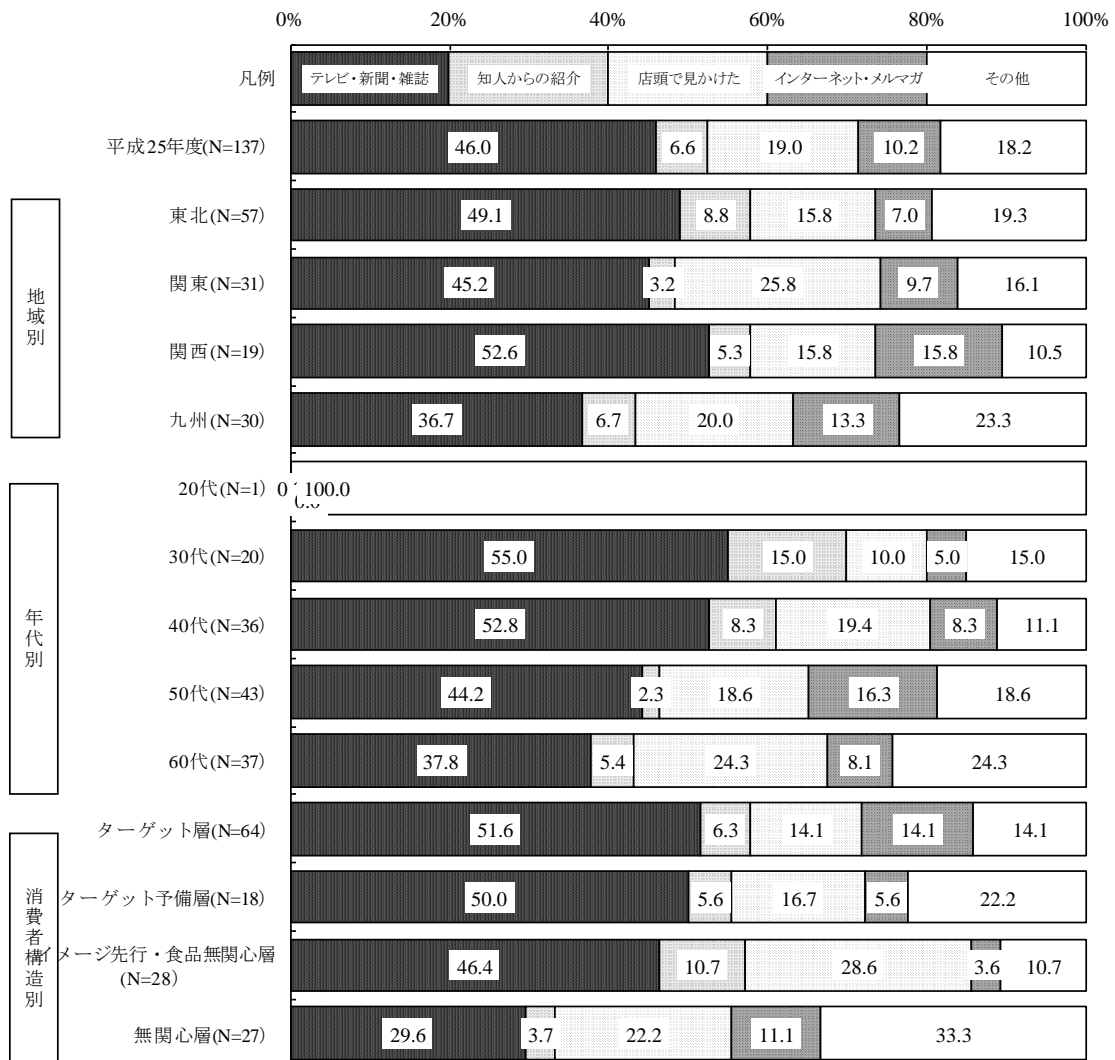 0% 20% 40% 60% 80% 100%
凡例 テレビ・新聞・雑誌 知人からの紹介 店頭で見かけた インターネット・メルマガ その他
平成25年度(N=137) 46.0 6.6 19.0 10.2 18.2
地域別
東北(N=57) 49.1 8.8 15.8 7.0 19.3
関東(N=31) 45.2 3.2 25.8 9.7 16.1
関西(N=19) 52.6 5.3 15.8 15.8 10.5
九州(N=30) 36.7 6.7 20.0 13.3 23.3
年代別
20代(N=1) 100.0
30代(N=20) 55.0 15.0 10.0 5.0 15.0
40代(N=36) 52.8 8.3 19.4 8.3 11.1
50代(N=43) 44.2 2.3 18.6 16.3 18.6
60代(N=37) 37.8 5.4 24.3 8.1 24.3
消費者構造別
ターゲット層(N=64) 51.6 6.3 14.1 14.1 14.1
ターゲット予備層(N=18) 50.0 5.6 16.7 5.6 22.2
イメージ先行・食品無関心層
(N=28) 46.4 10.7 28.6 3.6 10.7
無関心層(N=27) 29.6 3.7 22.2 11.1 33.3